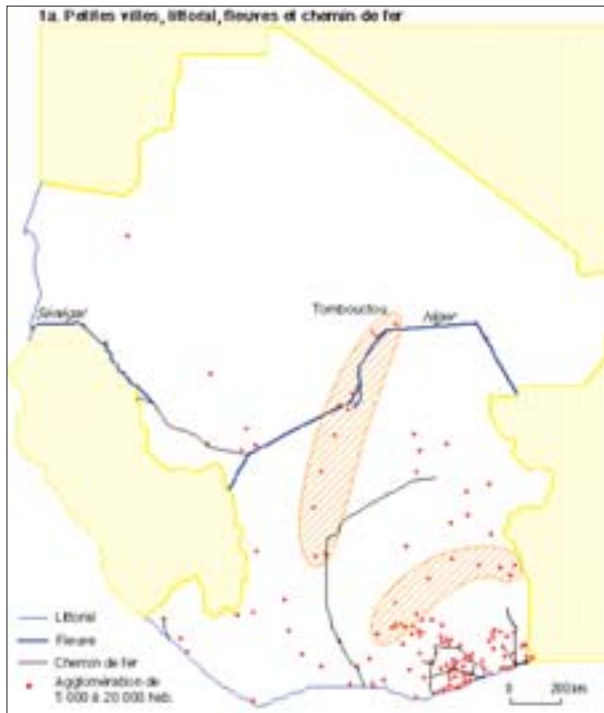 1a. Petites villes, littoral, fleuves et chemin de fer
Sénégal
Tombouctou
Niger
Littoral
Fleuve
Chemin de fer
Agglomération de
5 000 à 20 000 hab.
0 200 km